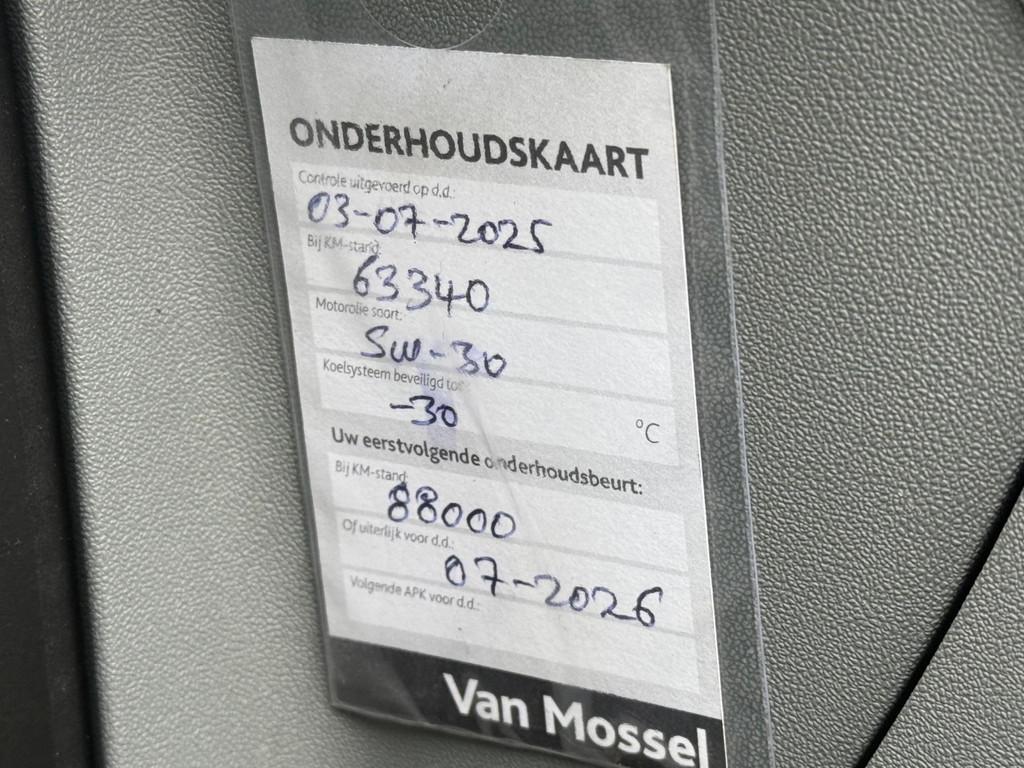 ONDERHOUDSKAART
Controle uitgevoerd op d.d.:
03-07-2025
Bij KM-stand:
63340
Motorolie soort:
5W-30
Koelsysteem beveiligd tot
-30 °C
Uw eerstvolgende onderhoudsbeurt:
Bij KM-stand:
88000
Of uiterlijk voor d.d.:
07-2026
Volgende APK voor d.d.:
Van Mossel